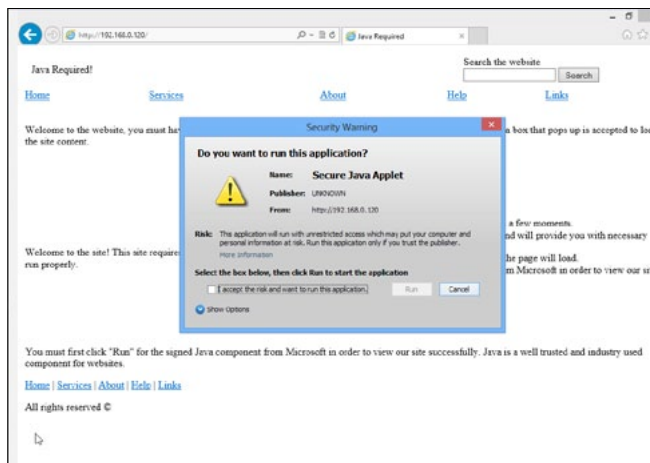 http://192.168.0.120/
Java Required
Java Required!
Search the website
Search
Home Services About Help Links
Welcome to the website, you must ha
a box that pops up is accepted to lo
the site content.
Security Warning
Do you want to run this application?
Name: Secure Java Applet
Publisher: UNKNOWN
From: http://192.168.0.120
a few moments.
Risk: This application will run with unrestricted access which may put your computer and
personal information at risk. Run this application only if you trust the publisher.
nd will provide you with necessary
More Information
Welcome to the site! This site require
he page will load.
run properly.
m Microsoft in order to view our si
Select the box below, then click Run to start the application
I accept the risk and want to run this application.
Run
Cancel
Show Options
You must first click "Run" for the signed Java component from Microsoft in order to view our site successfully. Java is a well trusted and industry used
component for websites.
Home | Services | About | Help | Links
All rights reserved ©